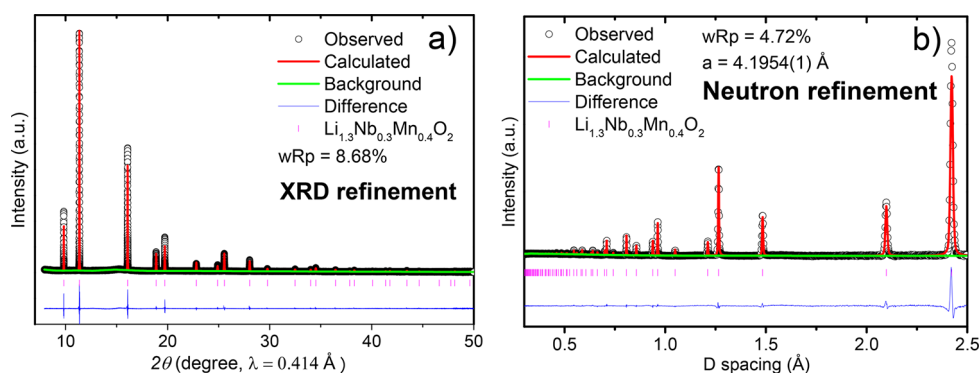 a)
Observed
Calculated
Background
Difference
Li1.3Nb0.3Mn0.4O2
wRp = 8.68%
XRD refinement
Intensity (a.u.)
10 20 30 40 50
2θ (degree, λ = 0.414 Å)
b)
Observed
Calculated
Background
Difference
Li1.3Nb0.3Mn0.4O2
wRp = 4.72%
a = 4.1954(1) Å
Neutron refinement
Intensity (a.u.)
0.5 1.0 1.5 2.0 2.5
D spacing (Å)